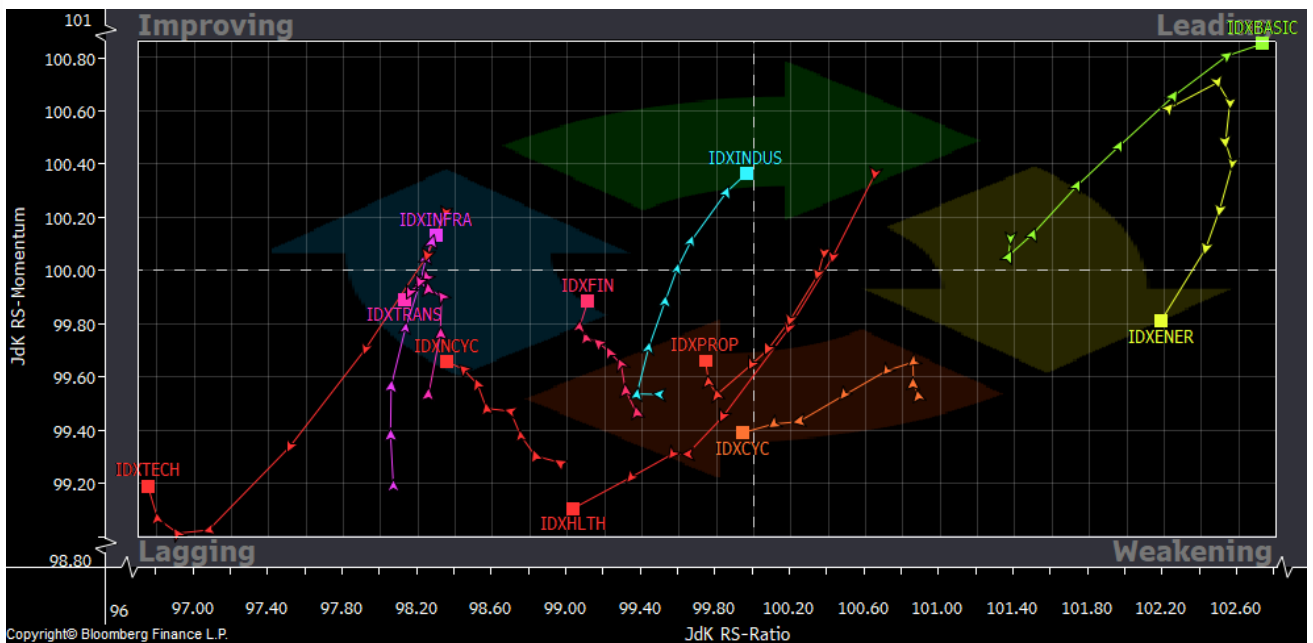 Improving
Leading
IDXBASIC
IDXINDUS
IDXINFRA
IDXFIN
IDXTRANS
IDXENER
IDXPROP
IDXNCYC
IDXCYC
IDXTECH
IDXHLTH
Lagging
Weakening
JdK RS-Momentum
101
100.80
100.60
100.40
100.20
100.00
99.80
99.60
99.40
99.20
98.80
96 97.00 97.40 97.80 98.20 98.60 99.00 99.40 99.80 100.20 100.60 101.00 101.40 101.80 102.20 102.60
JdK RS-Ratio
Copyright© Bloomberg Finance L.P.